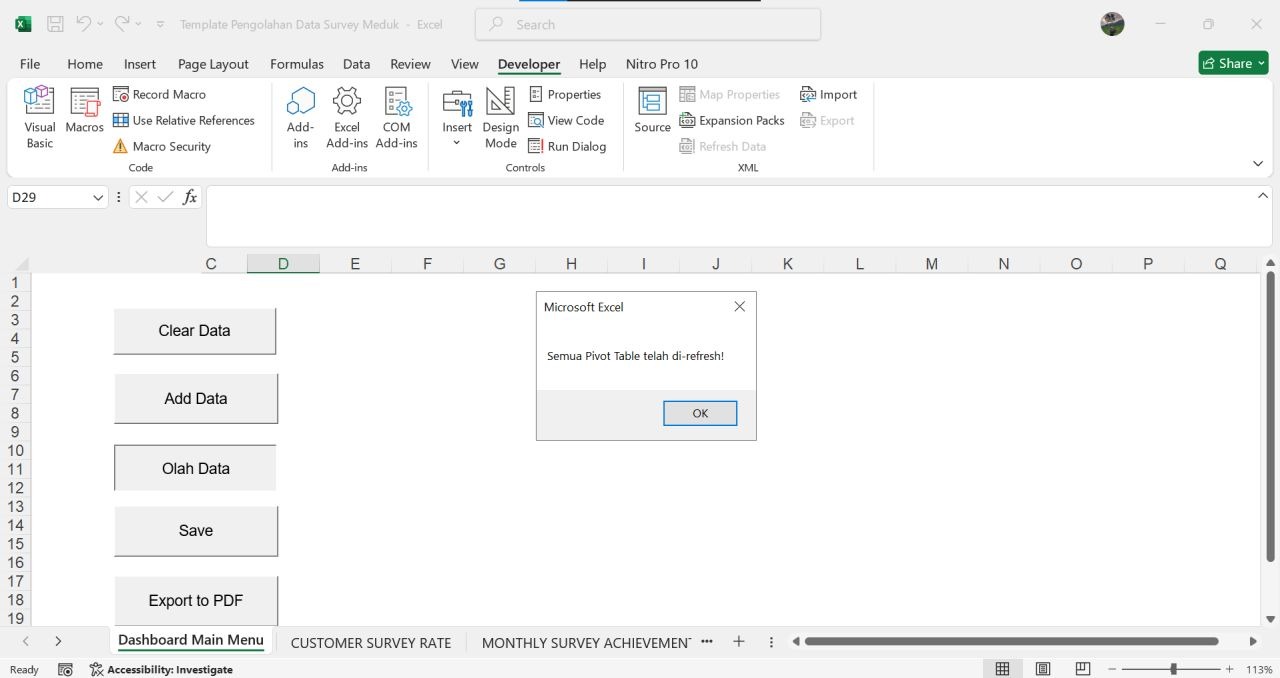 Template Pengolahan Data Survey Meduk - Excel
Search
File Home Insert Page Layout Formulas Data Review View Developer Help Nitro Pro 10
Share
Visual Basic
Macros
Record Macro
Use Relative References
Macro Security
Code
Add-ins
Excel Add-ins
COM Add-ins
Add-ins
Insert
Design Mode
Properties
View Code
Run Dialog
Controls
Source
Map Properties
Expansion Packs
Refresh Data
Import
Export
XML
D29
fx
C D E F G H I J K L M N O P Q
1
2
3
4
5
6
7
8
9
10
11
12
13
14
15
16
17
18
19
Clear Data
Add Data
Olah Data
Save
Export to PDF
Microsoft Excel
Semua Pivot Table telah di-refresh!
OK
Dashboard Main Menu CUSTOMER SURVEY RATE MONTHLY SURVEY ACHIEVEMENT ...
Ready Accessibility: Investigate 113%